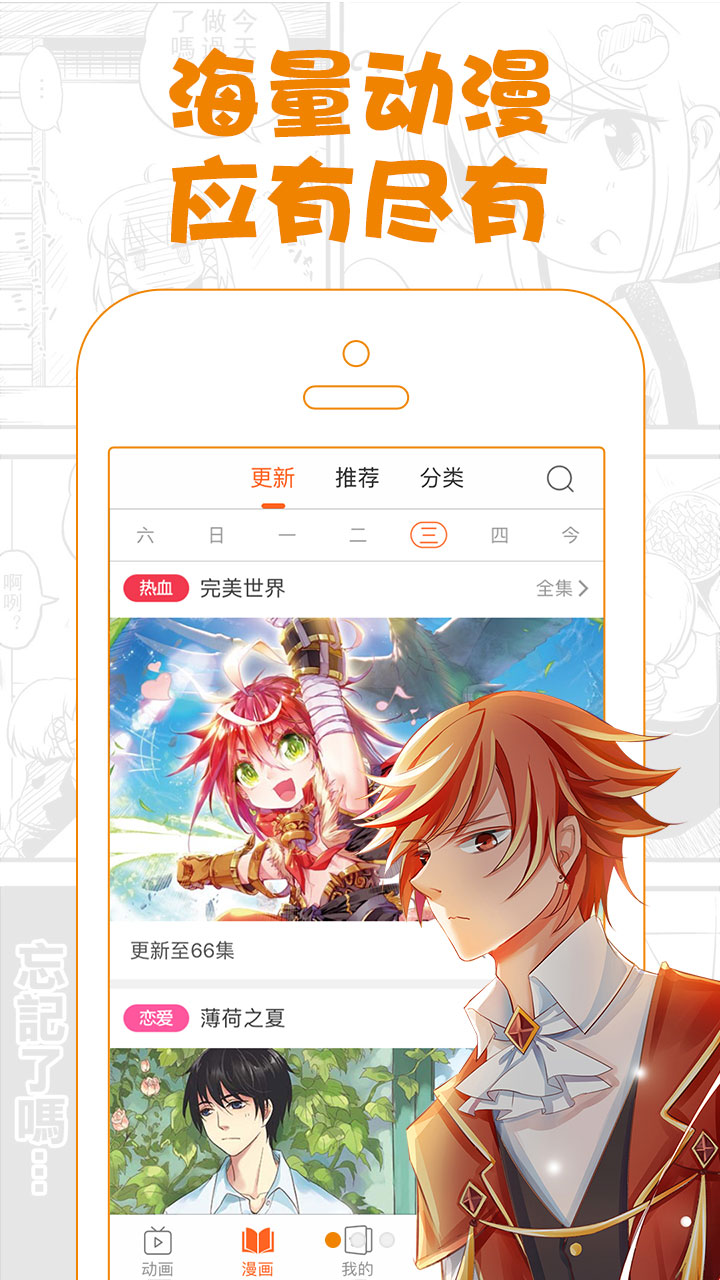 海量动漫
应有尽有
今天
做過
了嗎
更新 推荐 分类
六 日 一 二 三 四 今
热血 完美世界 全集
啊咧?
更新至66集
忘記了嗎…
恋爱 薄荷之夏
动画 漫画 我的